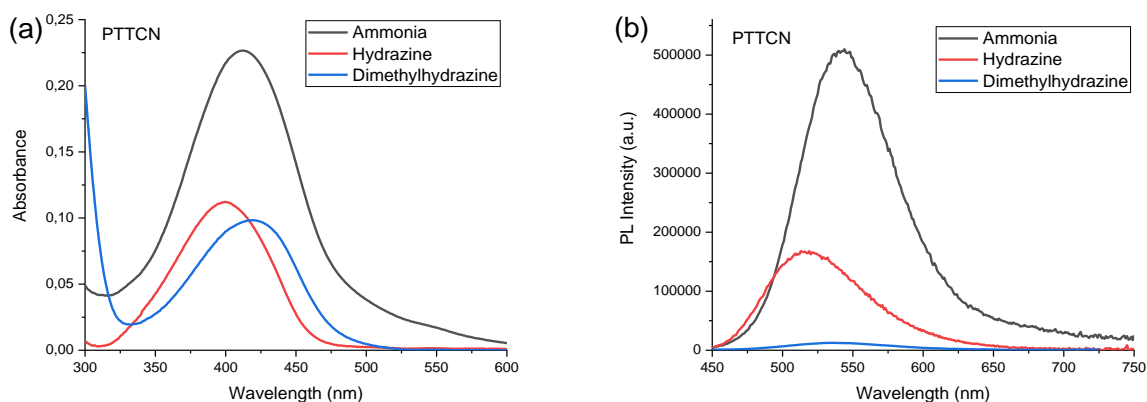 (a)
PTTCN
Ammonia
Hydrazine
Dimethylhydrazine
0,25
0,20
0,15
0,10
0,05
0,00
Absorbance
300 350 400 450 500 550 600
Wavelength (nm)
(b)
PTTCN
Ammonia
Hydrazine
Dimethylhydrazine
500000
400000
300000
200000
100000
0
PL Intensity (a.u.)
450 500 550 600 650 700 750
Wavelength (nm)